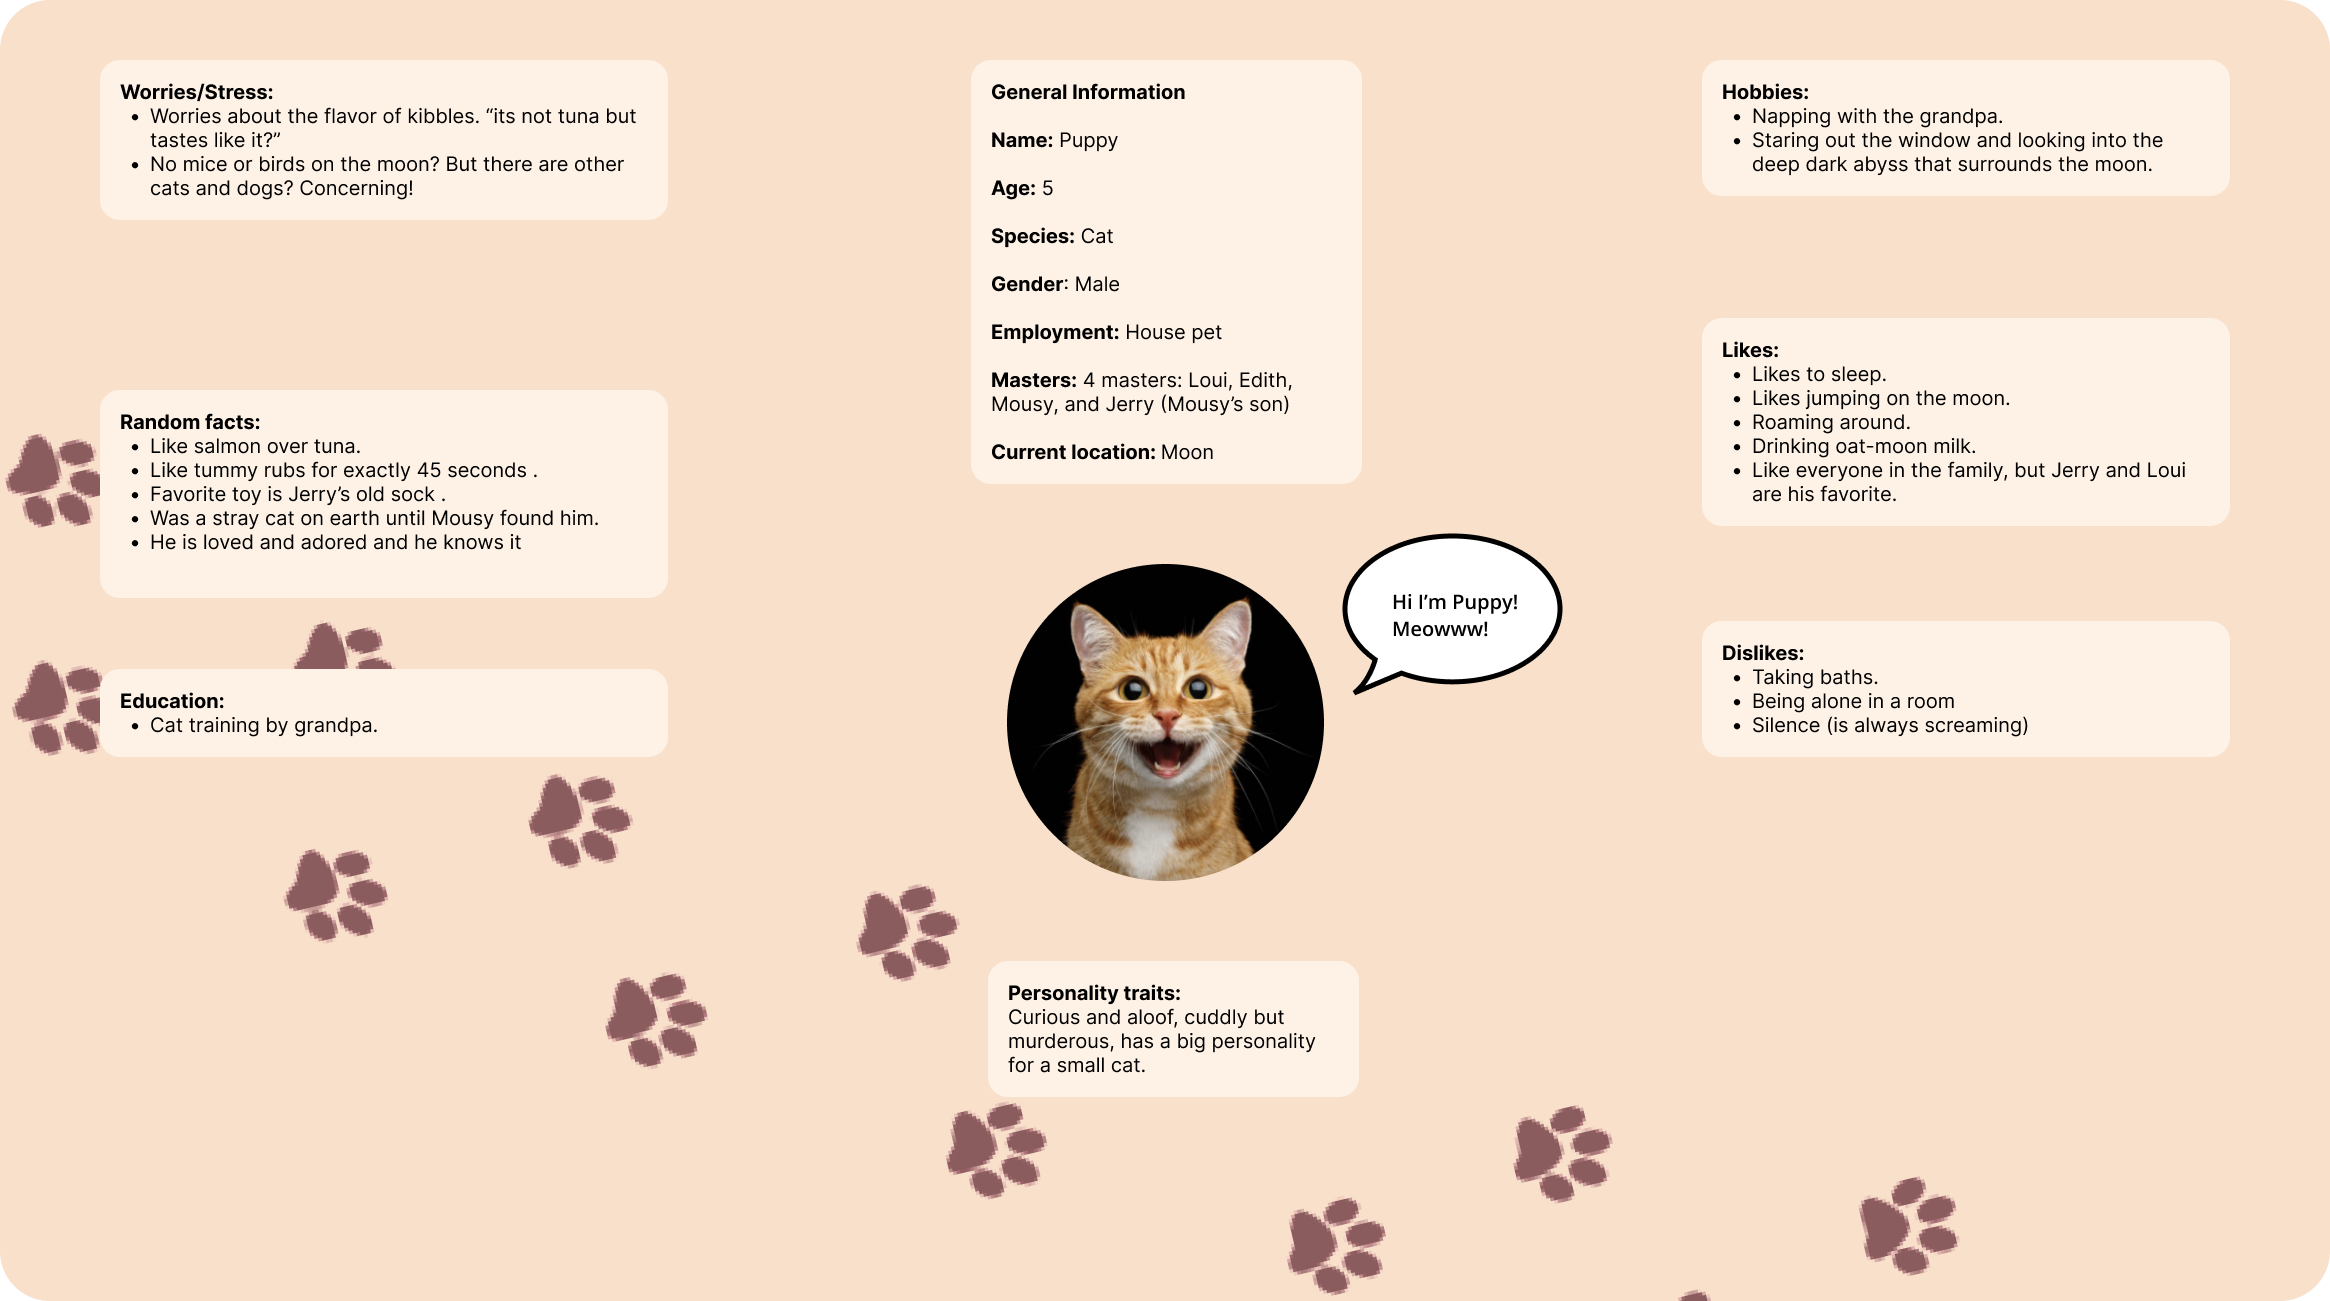 Worries/Stress:
• Worries about the flavor of kibbles. “its not tuna but
tastes like it?”
• No mice or birds on the moon? But there are other
cats and dogs? Concerning!
Random facts:
• Like salmon over tuna.
• Like tummy rubs for exactly 45 seconds .
• Favorite toy is Jerry’s old sock .
• Was a stray cat on earth until Mousy found him.
• He is loved and adored and he knows it
Education:
• Cat training by grandpa.
General Information
Name: Puppy
Age: 5
Species: Cat
Gender: Male
Employment: House pet
Masters: 4 masters: Loui, Edith,
Mousy, and Jerry (Mousy’s son)
Current location: Moon
Hi I’m Puppy!
Meowww!
Personality traits:
Curious and aloof, cuddly but
murderous, has a big personality
for a small cat.
Hobbies:
• Napping with the grandpa.
• Staring out the window and looking into the
deep dark abyss that surrounds the moon.
Likes:
• Likes to sleep.
• Likes jumping on the moon.
• Roaming around.
• Drinking oat-moon milk.
• Like everyone in the family, but Jerry and Loui
are his favorite.
Dislikes:
• Taking baths.
• Being alone in a room
• Silence (is always screaming)